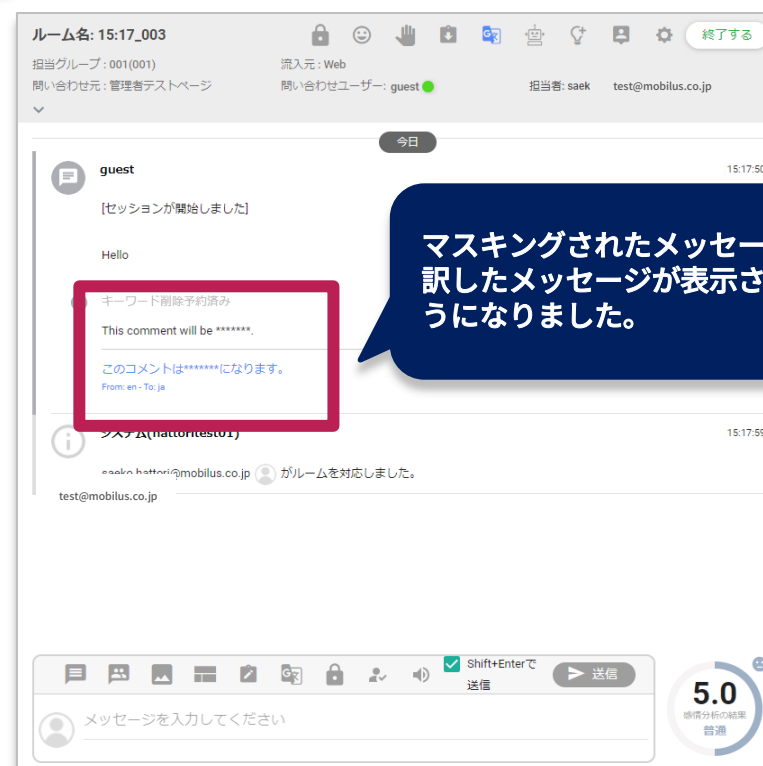 ルーム名: 15:17_003
終了する
担当グループ : 001(001)
流入元 : Web
問い合わせ元 : 管理者テストページ
問い合わせユーザー: guest
担当者: saek
test@mobilus.co.jp
今日
guest
15:17:50
[セッションが開始しました]
Hello
マスキングされたメッセー
訳したメッセージが表示さ
うになりました。
キーワード削除予約済み
This comment will be *******.
このコメントは*******になります。
From: en - To: ja
システム(hattoritest01)
15:17:59
saeko.hattori@mobilus.co.jp がルームを対応しました。
test@mobilus.co.jp
Shift+Enterで
送信
送信
メッセージを入力してください
5.0
感情分析の結果
普通